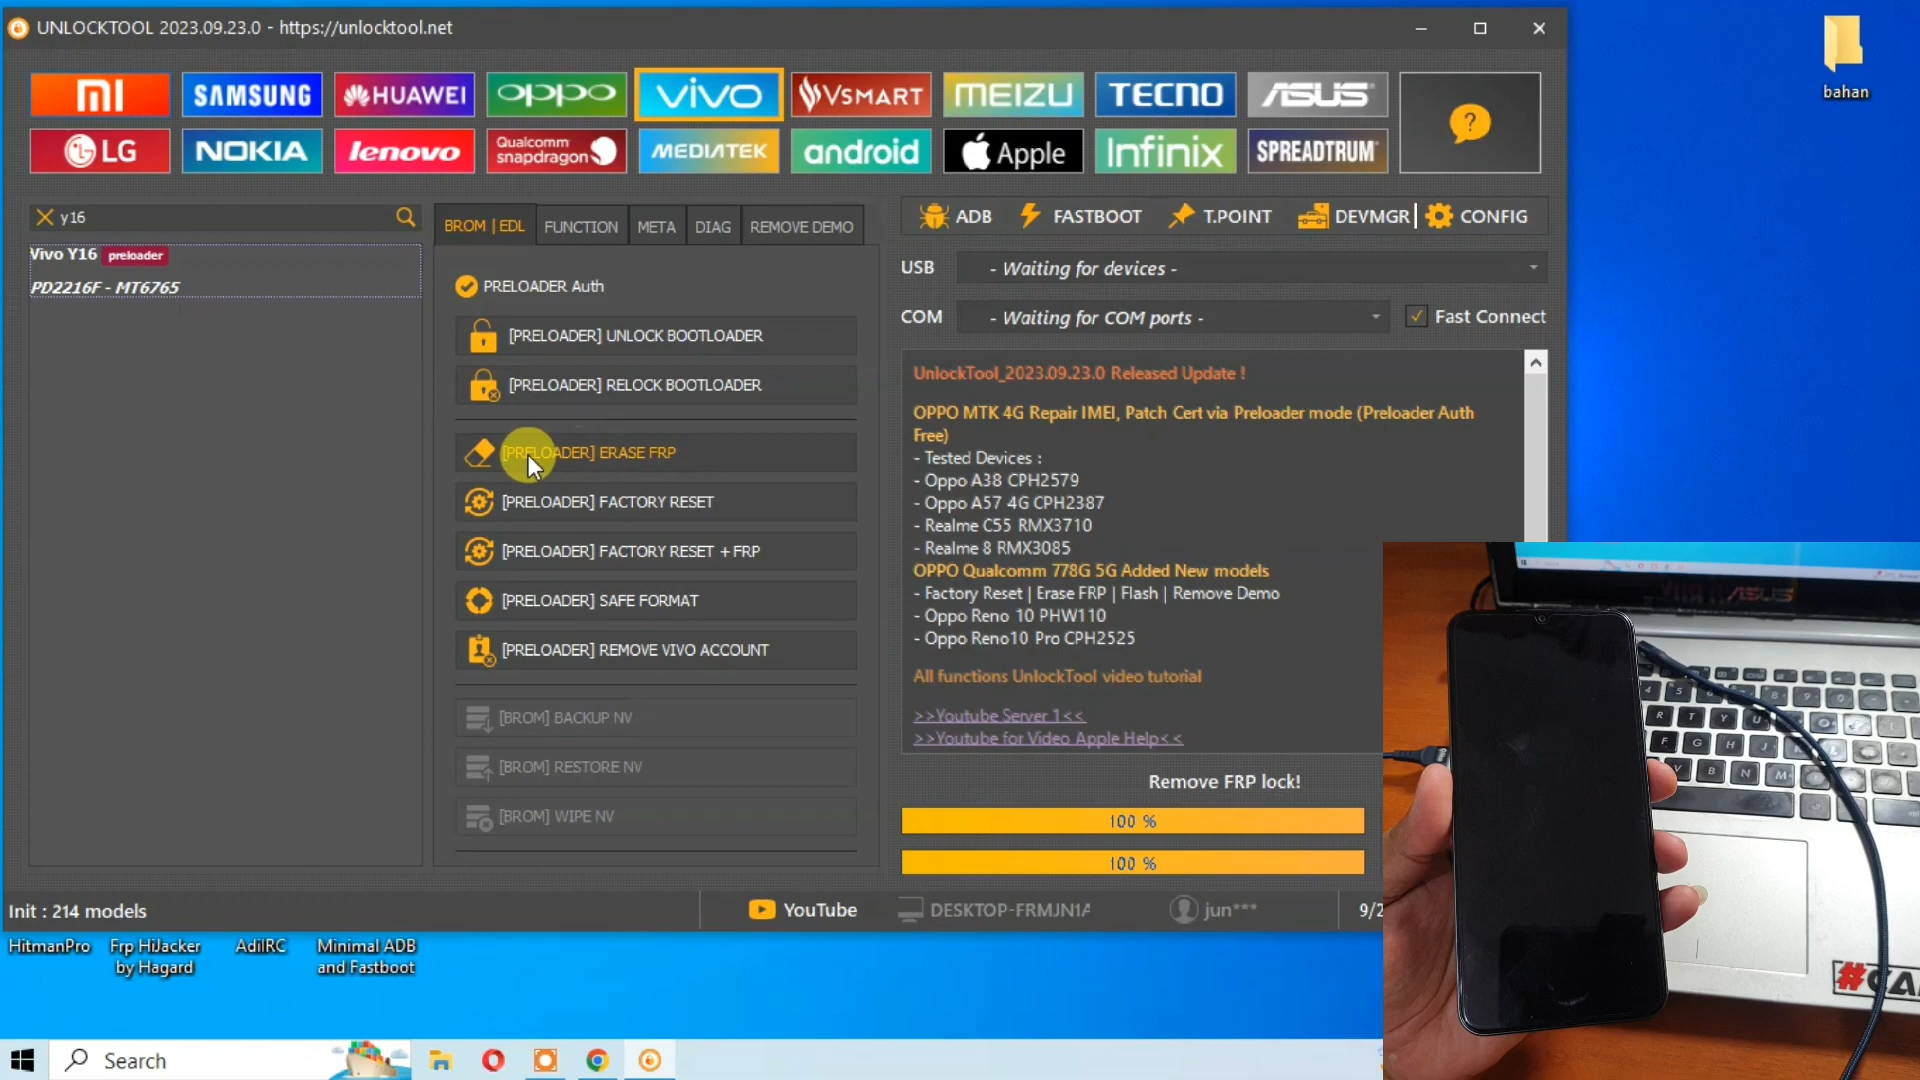 UNLOCKTOOL 2023.09.23.0 - https://unlocktool.net
bahan
mi
SAMSUNG
HUAWEI
oppo
vivo
VSMART
MEIZU
TECNO
ASUS
?
LG
NOKIA
lenovo
Qualcomm
snapdragon
MEDIATEK
android
Apple
Infinix
SPREADTRUM
y16
BROM | EDL
FUNCTION
META
DIAG
REMOVE DEMO
ADB
FASTBOOT
T.POINT
DEVMGR
CONFIG
Vivo Y16 preloader
PD2216F - MT6765
PRELOADER Auth
[PRELOADER] UNLOCK BOOTLOADER
[PRELOADER] RELOCK BOOTLOADER
[PRELOADER] ERASE FRP
[PRELOADER] FACTORY RESET
[PRELOADER] FACTORY RESET + FRP
[PRELOADER] SAFE FORMAT
[PRELOADER] REMOVE VIVO ACCOUNT
[BROM] BACKUP NV
[BROM] RESTORE NV
[BROM] WIPE NV
USB
- Waiting for devices -
COM
- Waiting for COM ports -
Fast Connect
UnlockTool_2023.09.23.0 Released Update !
OPPO MTK 4G Repair IMEI, Patch Cert via Preloader mode (Preloader Auth
Free)
- Tested Devices :
- Oppo A38 CPH2579
- Oppo A57 4G CPH2387
- Realme C55 RMX3710
- Realme 8 RMX3085
OPPO Qualcomm 778G 5G Added New models
- Factory Reset | Erase FRP | Flash | Remove Demo
- Oppo Reno 10 PHW110
- Oppo Reno10 Pro CPH2525
All functions UnlockTool video tutorial
>>Youtube Server 1<<
>>Youtube for Video Apple Help<<
Remove FRP lock!
100 %
100 %
Init : 214 models
YouTube
DESKTOP-FRMJN1A
jun***
9/2
HitmanPro
Frp HiJacker
by Hagard
AdiIRC
Minimal ADB
and Fastboot
Search
ASUS
#CA